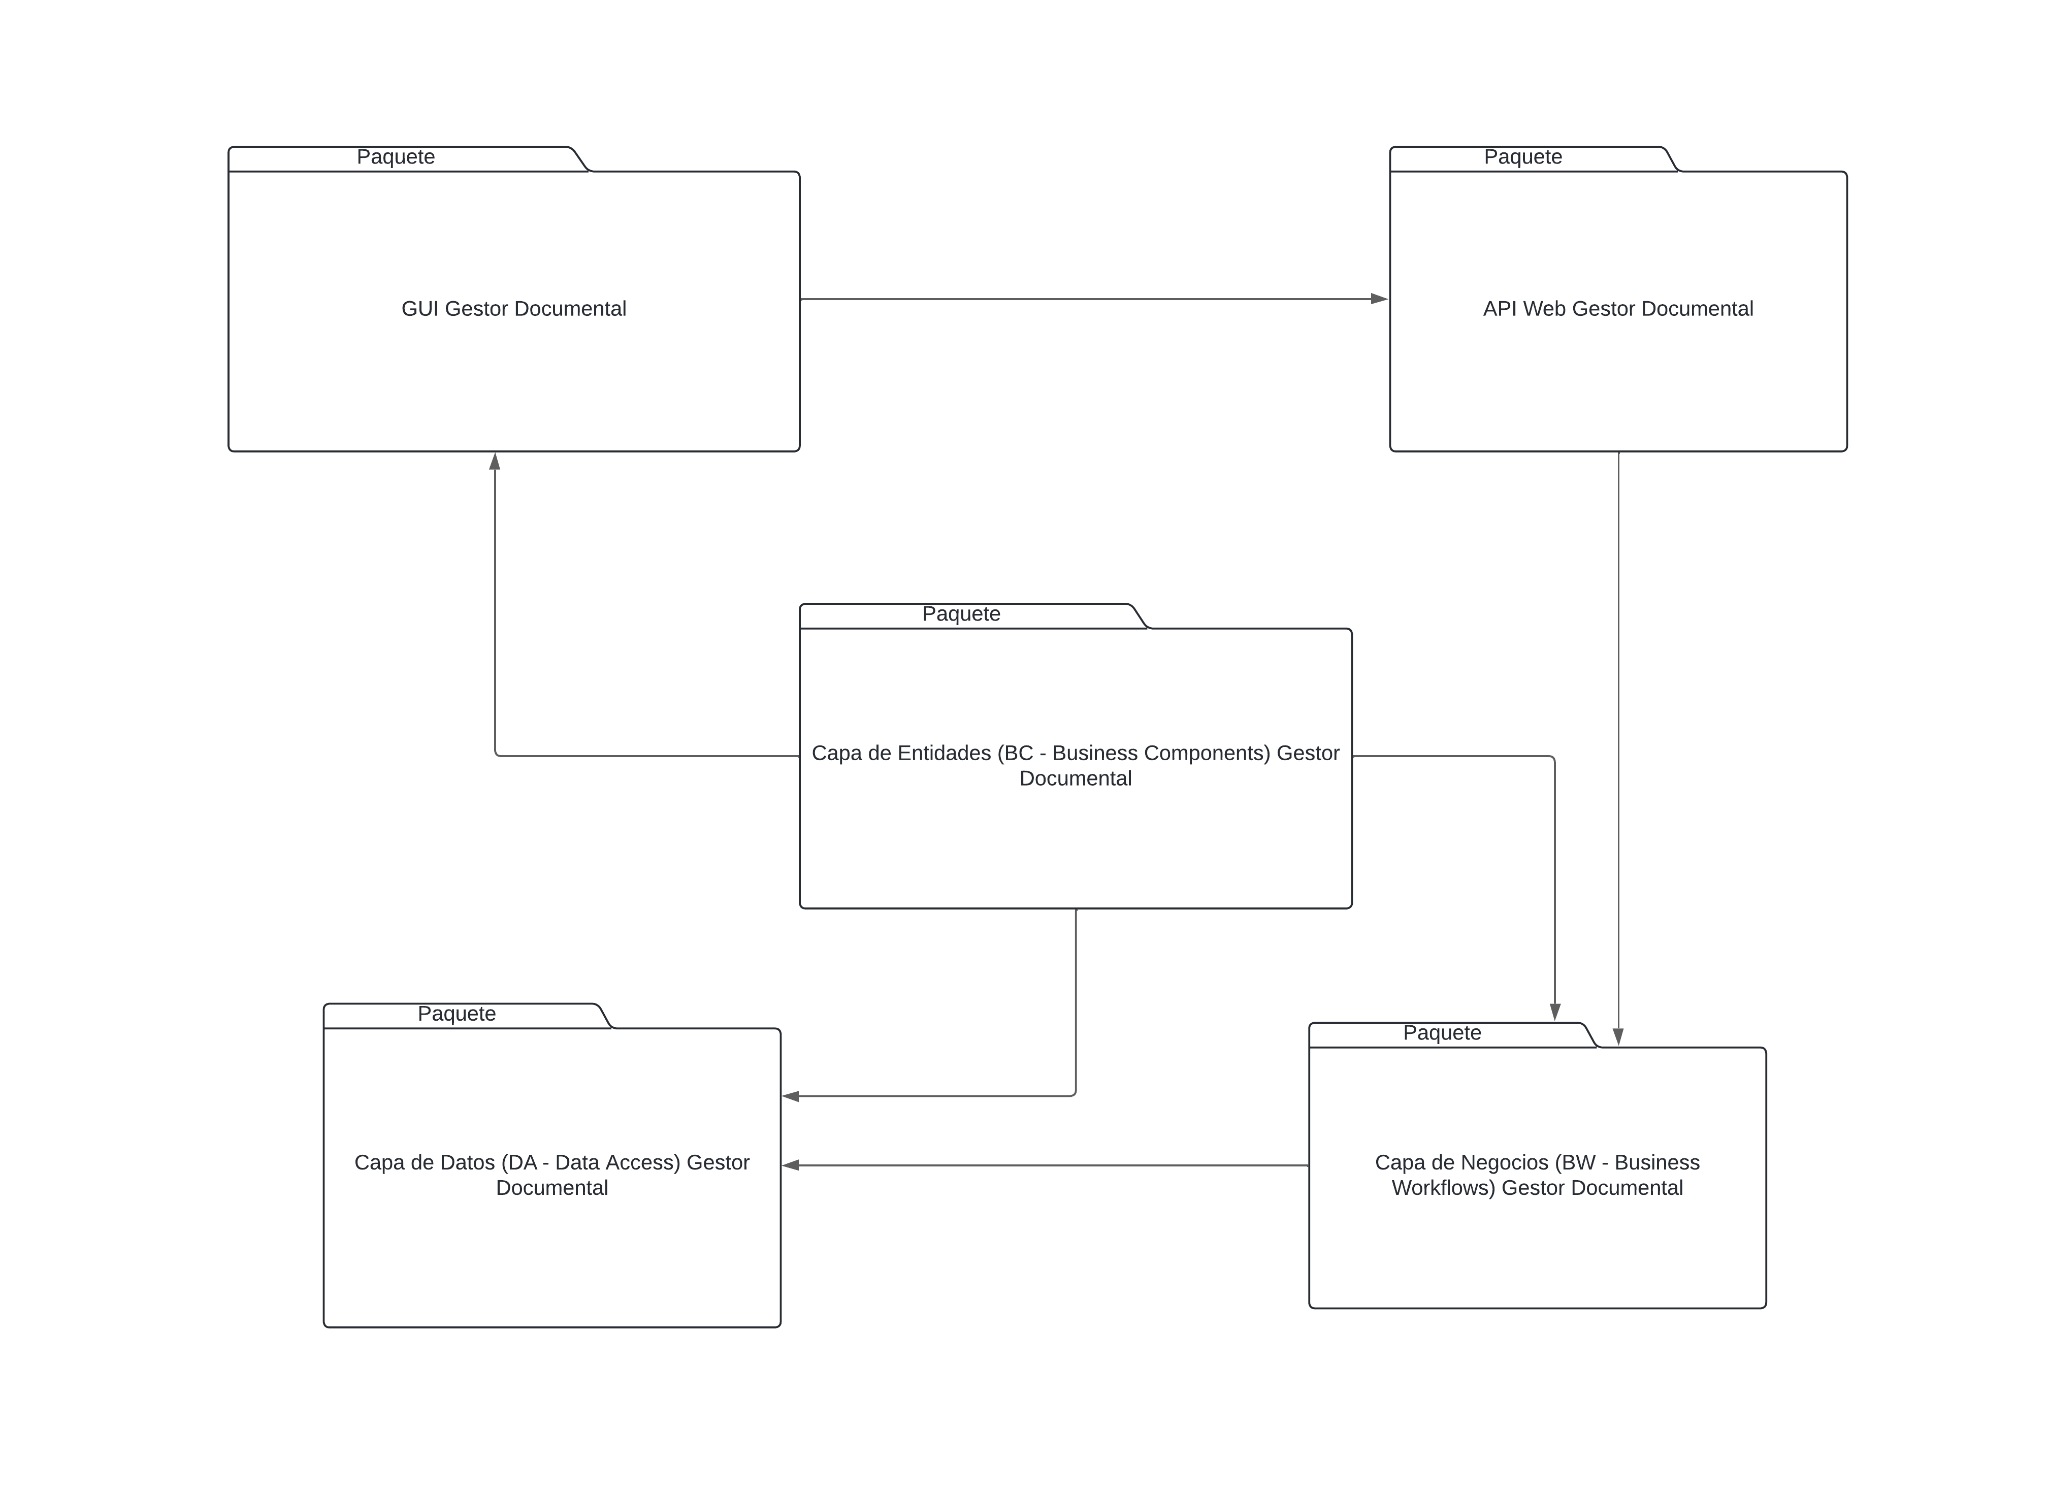 Paquete
GUI Gestor Documental
Paquete
API Web Gestor Documental
Paquete
Capa de Entidades (BC - Business Components) Gestor
Documental
Paquete
Capa de Datos (DA - Data Access) Gestor
Documental
Paquete
Capa de Negocios (BW - Business
Workflows) Gestor Documental